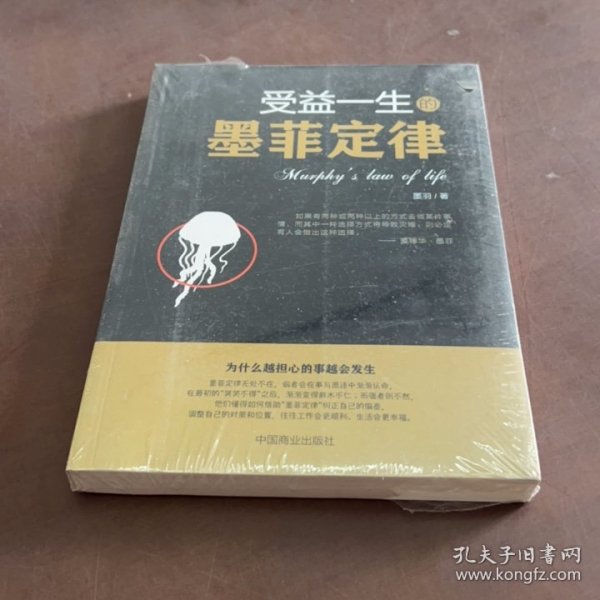 受益一生的
墨菲定律
Murphy's law of life
墨羽 / 著
如果有两种或两种以上的方式去做某件事
情，而其中一种选择方式将导致灾难，则必定
有人会做出这种选择。
——爱德华·墨菲
为什么越担心的事越会发生
墨菲定律无处不在，弱者会在事与愿违中渐渐认命，
在最初的“哭笑不得”之后，渐渐变得麻木不仁；而强者则不然，
他们懂得如何借助“墨菲定律”纠正自己的偏差，
调整自己的对策和位置，往往工作会更顺利、生活会更幸福。
中国商业出版社
孔夫子旧书网
www.kongfz.com